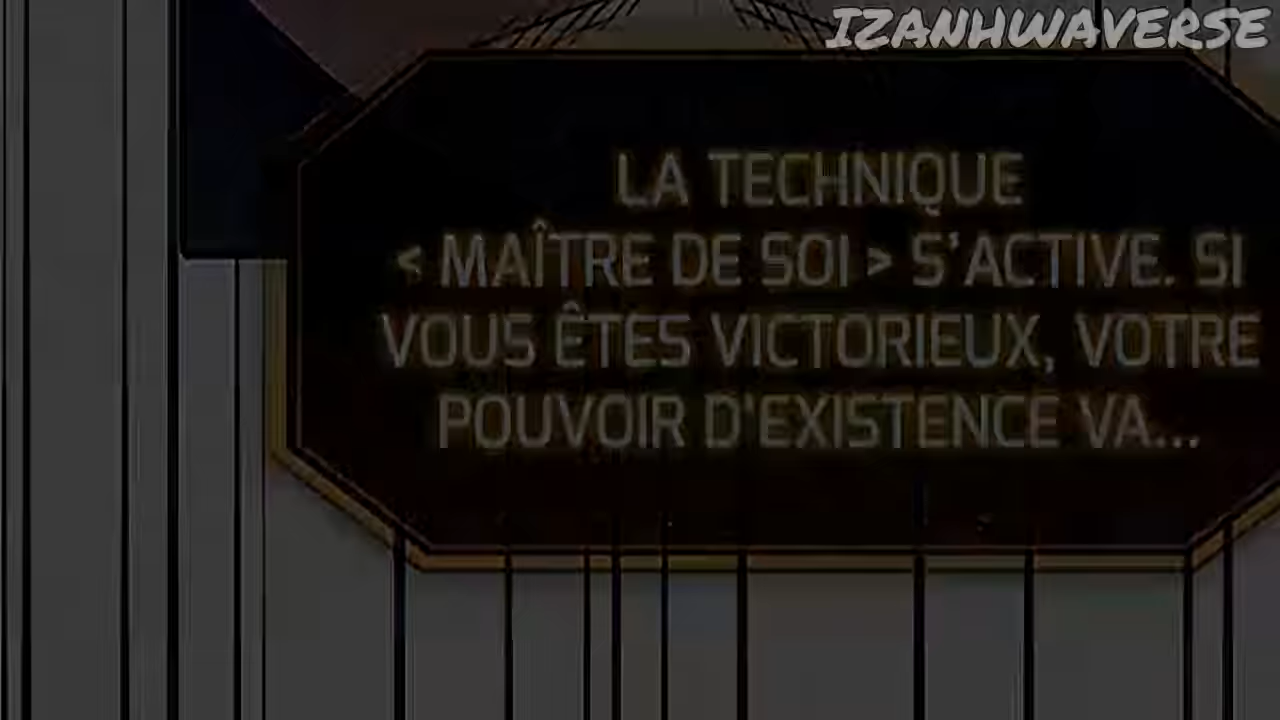 IZANHWAVERSE
LA TECHNIQUE
< MAÎTRE DE SOI > S'ACTIVE. SI
VOUS ÊTES VICTORIEUX, VOTRE
POUVOIR D'EXISTENCE VA...